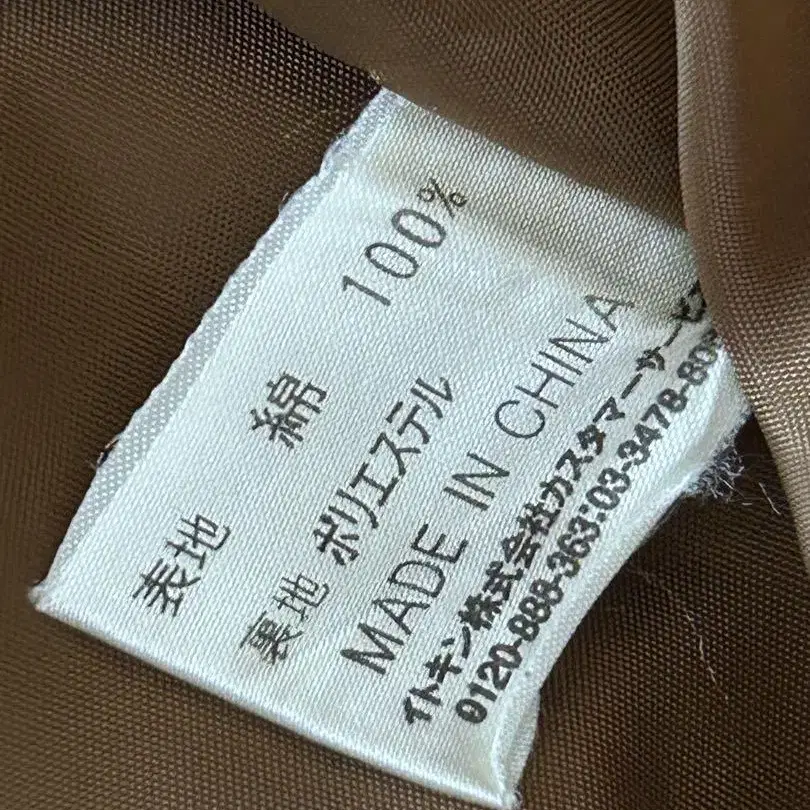 表地 綿 100%
裏地 ポリエステル
MADE IN CHINA
イトキン株式会社カスタマーサービス
0120-888-363:03-3478-80